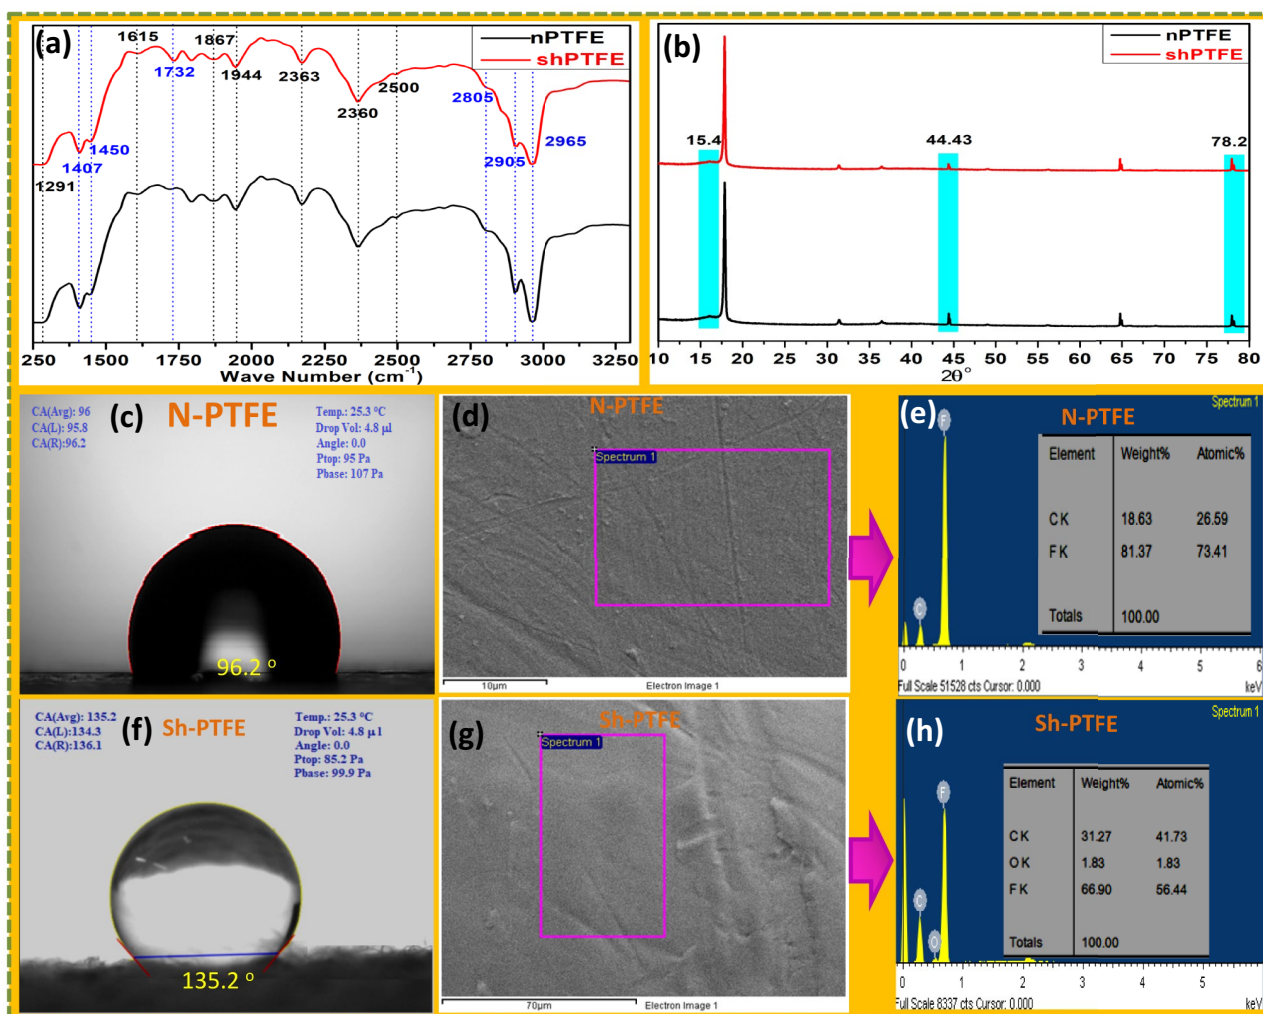 (a)
1615
1867
1732
1944
2363
2360
2500
2805
2905
2965
1450
1407
1291
nPTFE
shPTFE
1250
1500
1750
2000
2250
2500
2750
3000
3250
Wave Number (cm-1)
(b)
nPTFE
shPTFE
15.4
44.43
78.2
10 15 20 25 30 35 40 45 50 55 60 65 70 75 80
2θ°
CA(Avg): 96
CA(L): 95.8
CA(R):96.2
(c)
N-PTFE
Temp.: 25.3 °C
Drop Vol: 4.8 µl
Angle: 0.0
Ptop: 95 Pa
Pbase: 107 Pa
96.2 o
(d)
N-PTFE
Spectrum 1
10µm
Electron Image 1
(e)
N-PTFE
Spectrum 1
F
C
Element Weight% Atomic%
C K 18.63 26.59
F K 81.37 73.41
Totals 100.00
0 1 2 3 4 5 6
Full Scale 51528 cts Cursor: 0.000
keV
CA(Avg): 135.2
CA(L):134.3
CA(R):136.1
(f)
Sh-PTFE
Temp.: 25.3 °C
Drop Vol: 4.8 µl
Angle: 0.0
Ptop: 85.2 Pa
Pbase: 99.9 Pa
135.2 o
(g)
Sh-PTFE
Spectrum 1
70µm
Electron Image 1
(h)
Sh-PTFE
Spectrum 1
F
C
O
Element Weight% Atomic%
C K 31.27 41.73
O K 1.83 1.83
F K 66.90 56.44
Totals 100.00
0 1 2 3 4 5
Full Scale 8337 cts Cursor: 0.000
keV